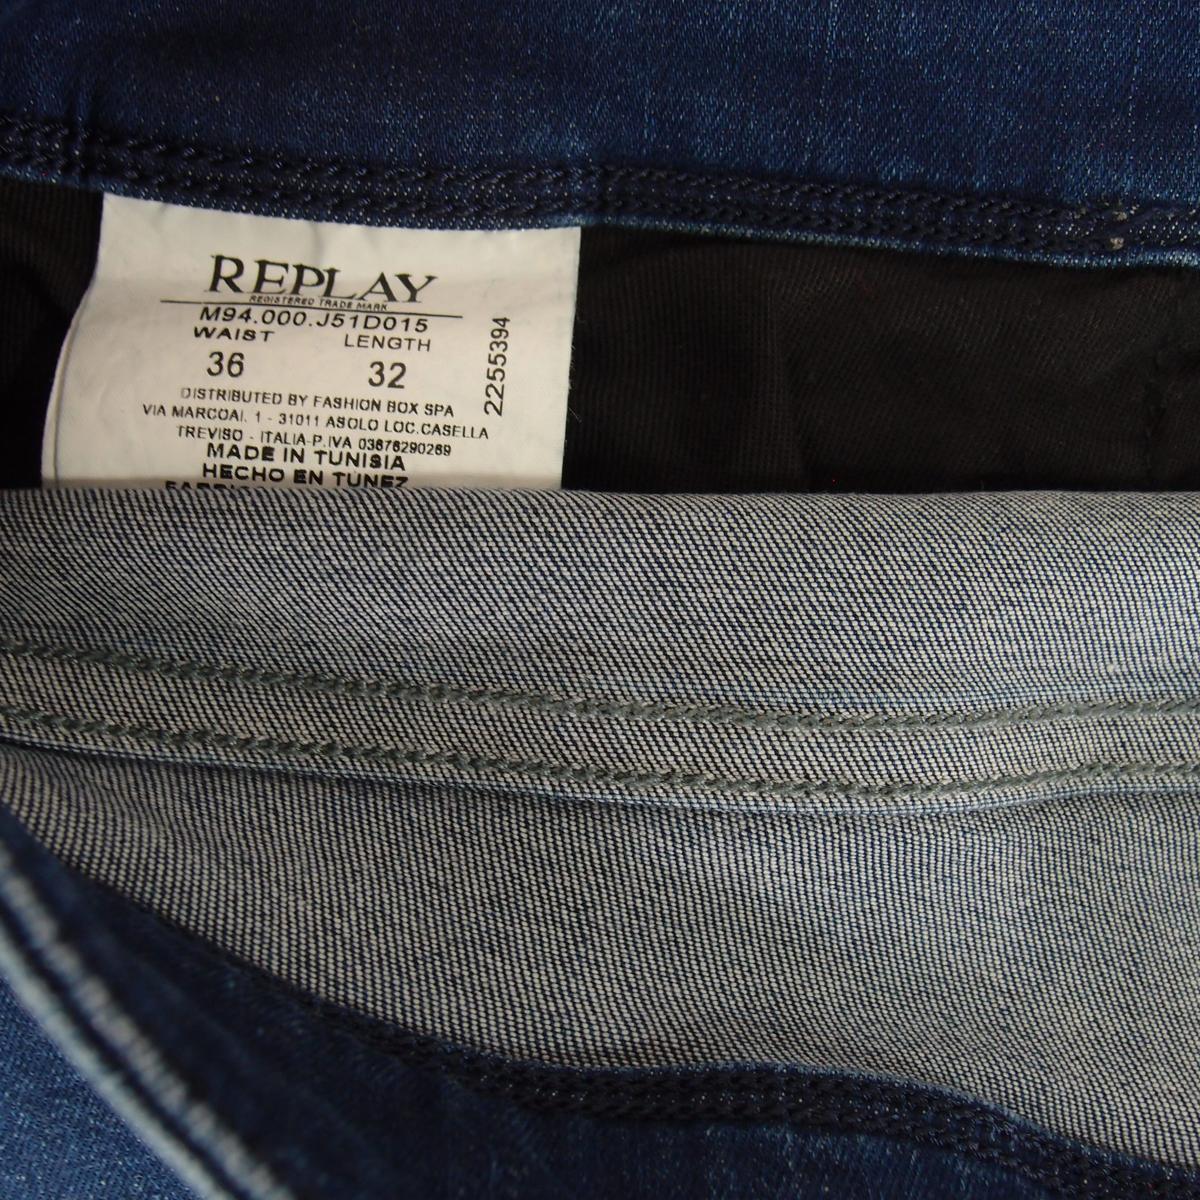 REPLAY
REGISTERED TRADE MARK
M94.000.J51D015
WAIST LENGTH
36 32
DISTRIBUTED BY FASHION BOX SPA
VIA MARCOAI. 1 - 31011 ASOLO LOC.CASELLA
TREVISO - ITALIA-P.IVA 03676290269
MADE IN TUNISIA
HECHO EN TUNEZ
2255394